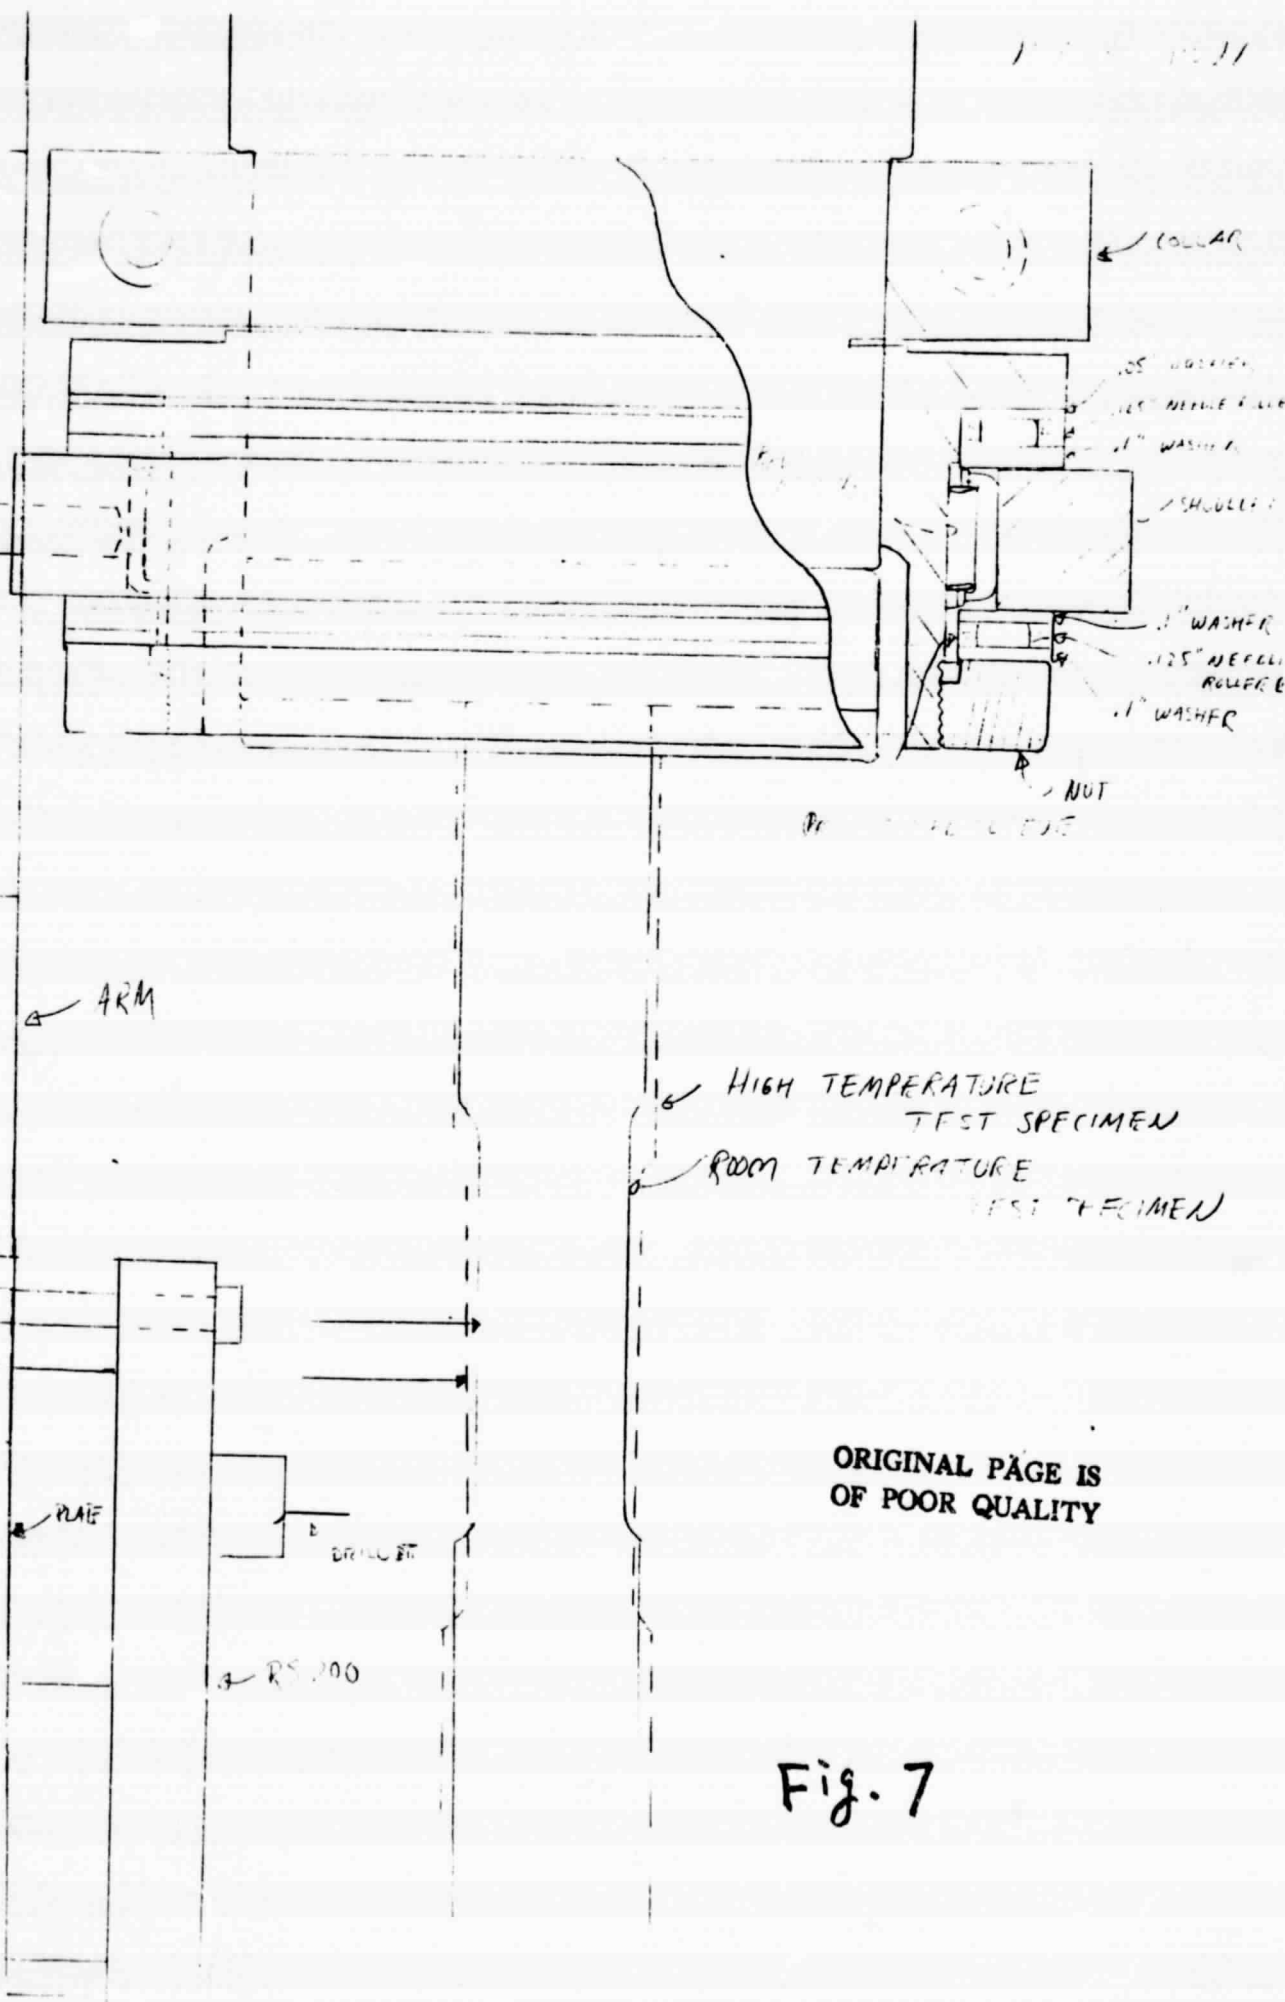 COLLAR
.05" WASHER
NEEDLE
.1" WASHER
.1" WASHER
.125" NEEDLE
ROLLER
.1" WASHER
NUT
ARM
HIGH TEMPERATURE
TEST SPECIMEN
ROOM TEMPERATURE
TEST SPECIMEN
ORIGINAL PAGE IS
OF POOR QUALITY
PLATE
DRILL BIT
Fig. 7